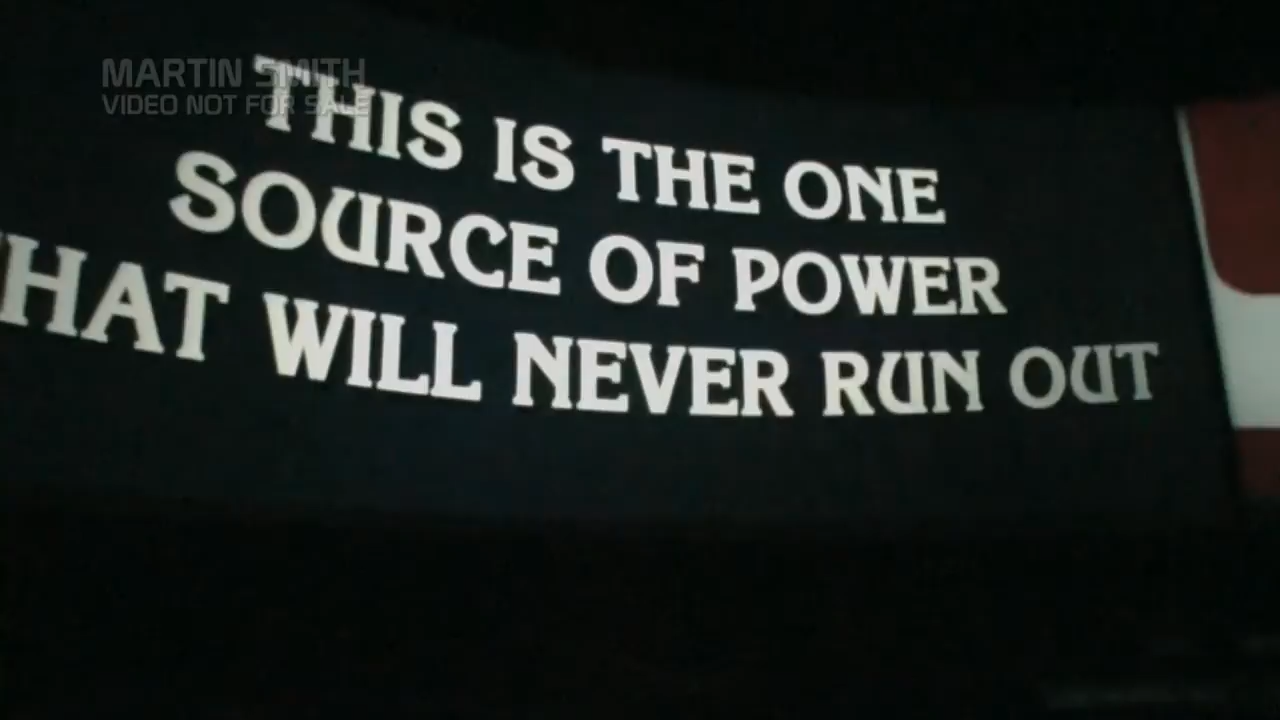 MARTIN SMITH
VIDEO NOT FOR SALE
THIS IS THE ONE
SOURCE OF POWER
HAT WILL NEVER RUN OUT